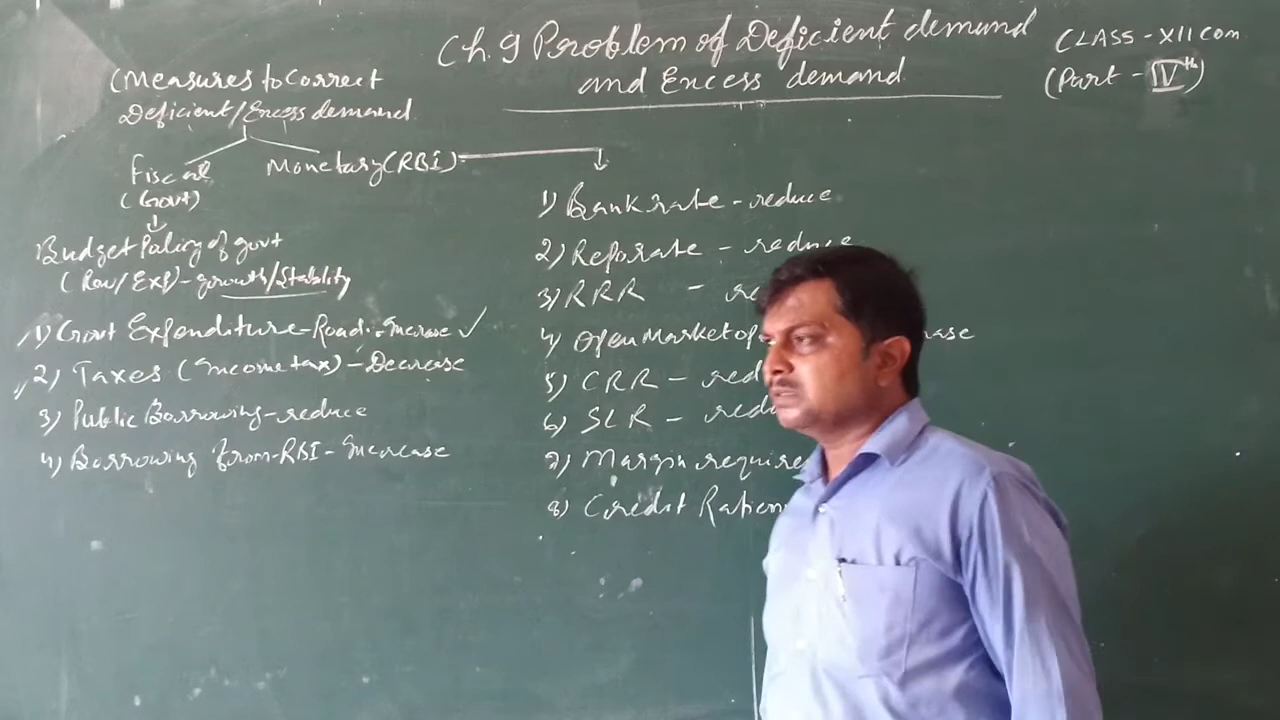 Ch. 9 Problem of Deficient demand
and Excess demand
CLASS - XII Com
(Part - IVth)
(Measures to Correct
Deficient/Excess demand
Fiscal
(Govt)
Monetary (RBI)
Budget Policy of govt
(Rev/Exp) - growth/Stability
1) Govt Expenditure - Road - Increase ✓
2) Taxes (Income tax) - Decrease
3) Public Borrowing - reduce
4) Borrowing from RBI - Increase
1) Bank rate - reduce
2) Repo rate - reduce
3) RRR - re
4) Open Market op ase
5) CRR - red
6) SLR - redu
7) Margin require
8) Credit Ration